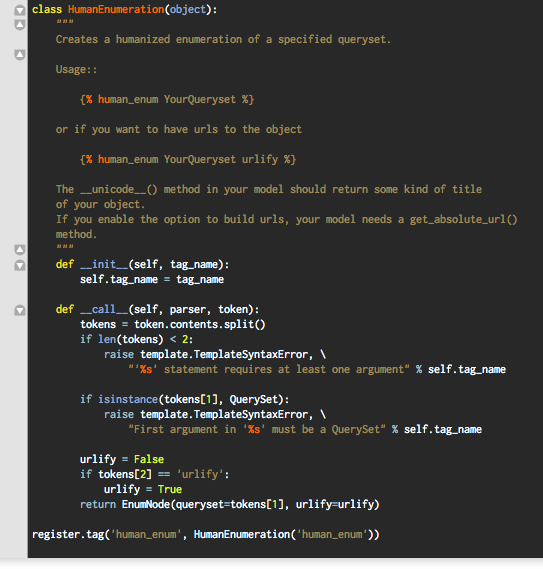 class HumanEnumeration(object):
    """
    Creates a humanized enumeration of a specified queryset.

    Usage::

        {% human_enum YourQueryset %}

    or if you want to have urls to the object

        {% human_enum YourQueryset urlify %}

    The __unicode__() method in your model should return some kind of title
    of your object.
    If you enable the option to build urls, your model needs a get_absolute_url()
    method.
    """
    def __init__(self, tag_name):
        self.tag_name = tag_name

    def __call__(self, parser, token):
        tokens = token.contents.split()
        if len(tokens) < 2:
            raise template.TemplateSyntaxError, \
                "'%s' statement requires at least one argument" % self.tag_name

        if isinstance(tokens[1], QuerySet):
            raise template.TemplateSyntaxError, \
                "First argument in '%s' must be a QuerySet" % self.tag_name

        urlify = False
        if tokens[2] == 'urlify':
            urlify = True
        return EnumNode(queryset=tokens[1], urlify=urlify)

register.tag('human_enum', HumanEnumeration('human_enum'))